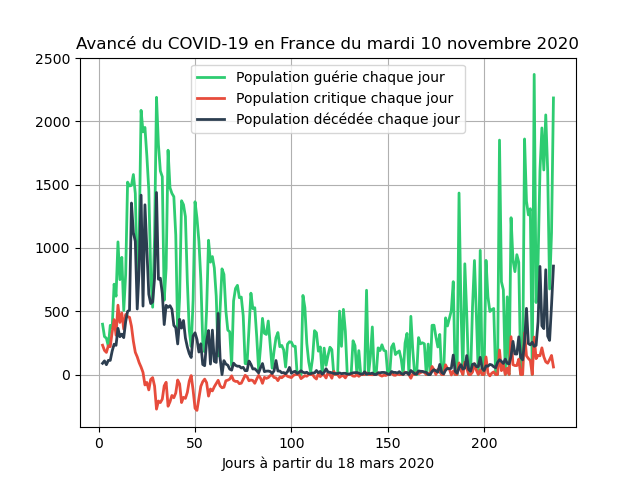 Avancé du COVID-19 en France du mardi 10 novembre 2020
Population guérie chaque jour
Population critique chaque jour
Population décédée chaque jour
2500
2000
1500
1000
500
0
0 50 100 150 200
Jours à partir du 18 mars 2020